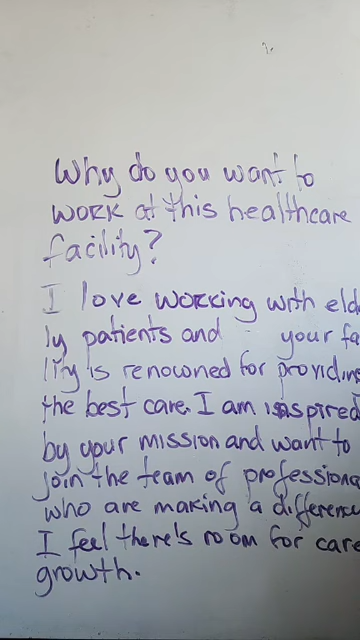 Why do you want to
work at this healthcare
facility?
I love working with eld
ly patients and your fa
lity is renowned for providing
the best care. I am inspired
by your mission and want to
join the team of professiona
who are making a difference
I feel there's room for care
growth.